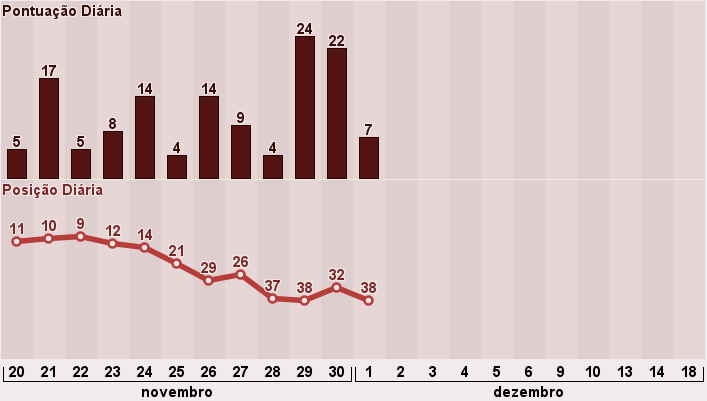 Pontuação Diária
5 17 5 8 14 4 14 9 4 24 22 7
Posição Diária
11 10 9 12 14 21 29 26 37 38 32 38
20 21 22 23 24 25 26 27 28 29 30 1 2 3 4 5 6 9 10 13 14 18
novembro dezembro